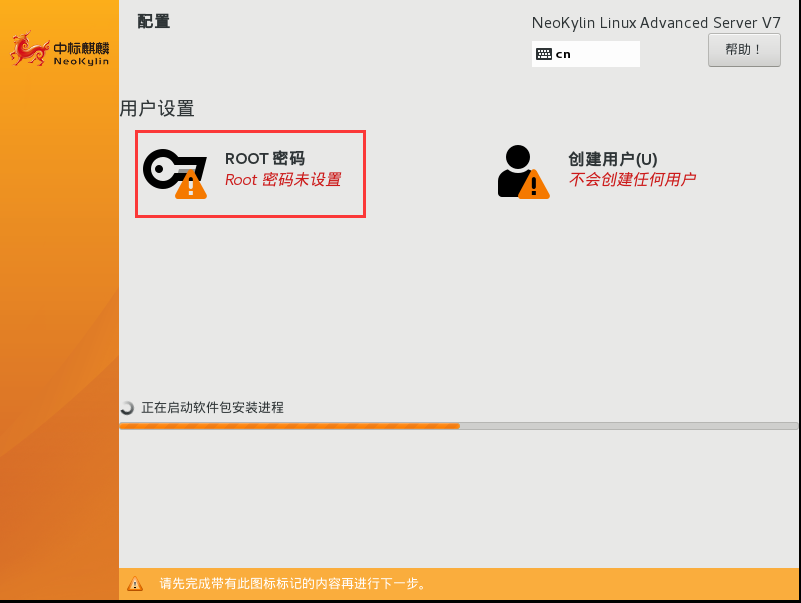 中标麒麟
NeoKylin
配置
NeoKylin Linux Advanced Server V7
cn
帮助！
用户设置
ROOT 密码
Root 密码未设置
创建用户(U)
不会创建任何用户
正在启动软件包安装进程
请先完成带有此图标标记的内容再进行下一步。